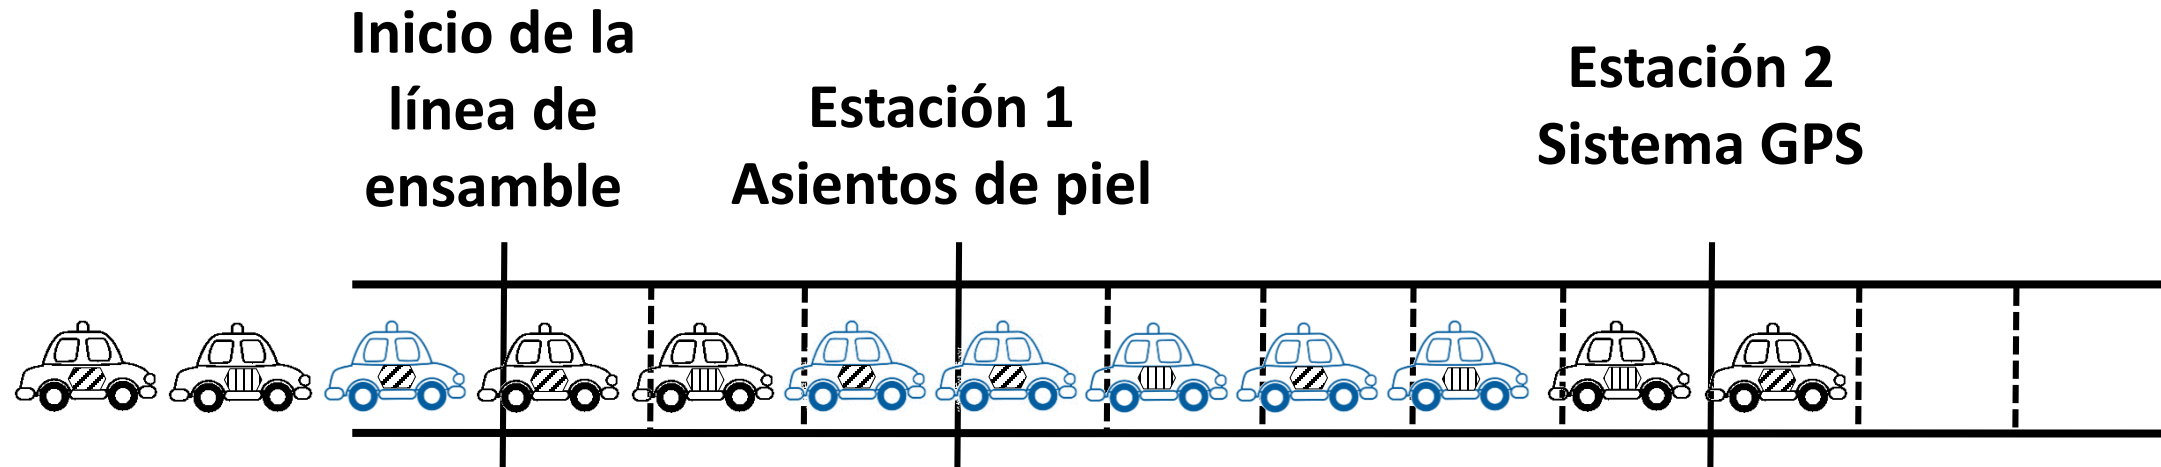 Inicio de la
línea de
ensamble
Estación 1
Asientos de piel
Estación 2
Sistema GPS